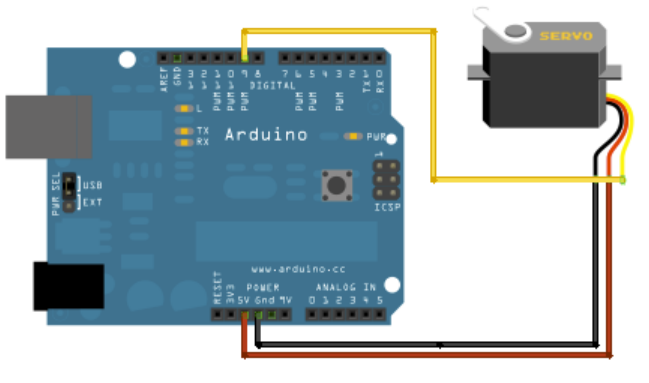 SERVO
AREF
GND
13
12
11
10
9
8
7
6
5
4
3
2
1
0
PWM
PWM
PWM
PWM
PWM
PWM
TX
RX
DIGITAL
L
TX
RX
Arduino
PWR
1
ICSP
PWR SEL
USB
EXT
www.arduino.cc
POWER
ANALOG IN
RESET
3V3
5V Gnd 9V
0 1 2 3 4 5